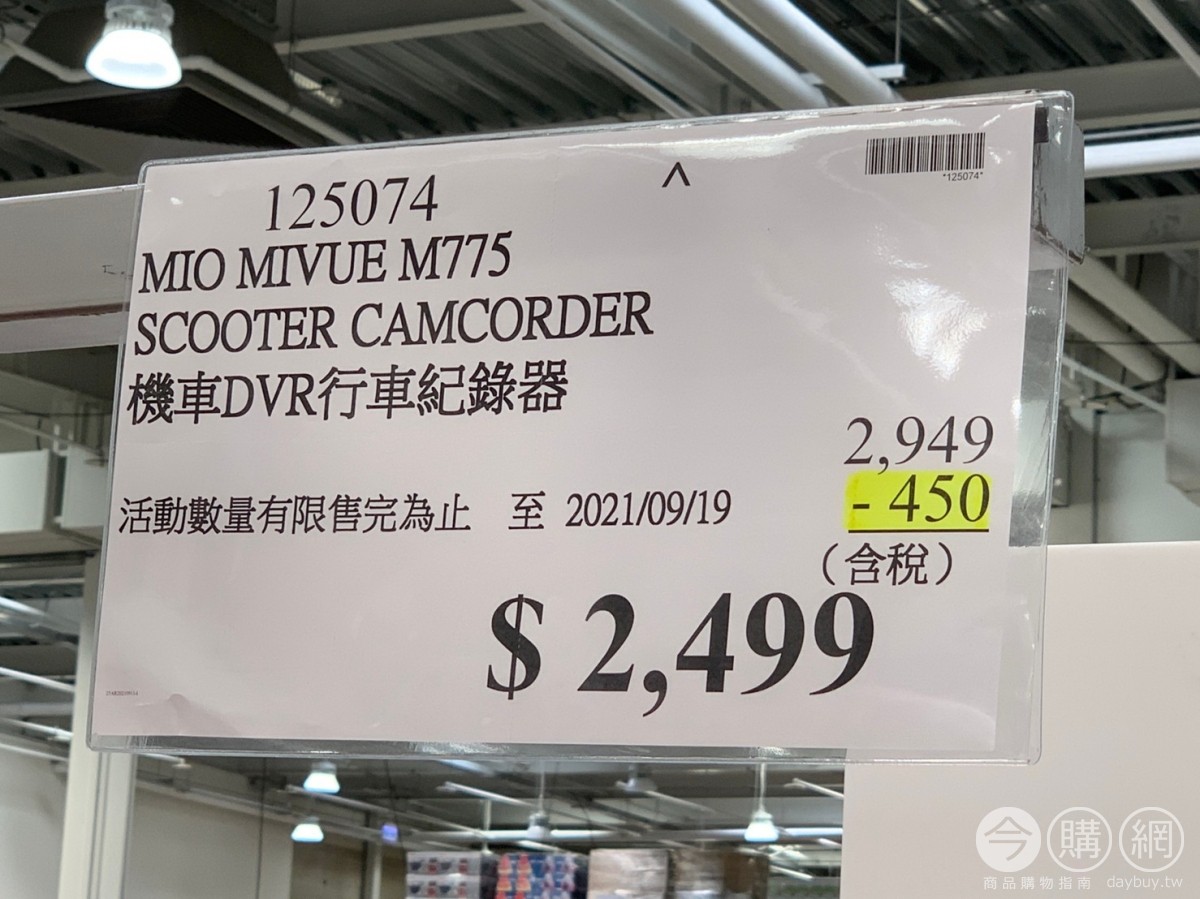 125074
^
*125074*
MIO MIVUE M775
SCOOTER CAMCORDER
機車DVR行車紀錄器
2,949
- 450
活動數量有限售完為止 至 2021/09/19
(含稅)
$ 2,499
今購網
商品購物指南 daybuy.tw